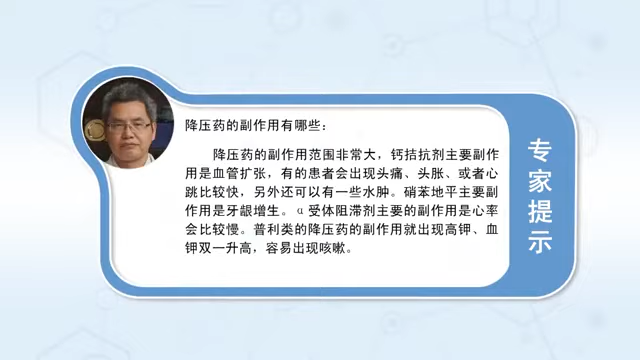 降压药的副作用有哪些：
降压药的副作用范围非常大，钙拮抗剂主要副作
用是血管扩张，有的患者会出现头痛、头胀、或者心
跳比较快，另外还可以有一些水肿。硝苯地平主要副
作用是牙龈增生。α受体阻滞剂主要的副作用是心率
会比较慢。普利类的降压药的副作用就出现高钾、血
钾双一升高，容易出现咳嗽。
专家提示